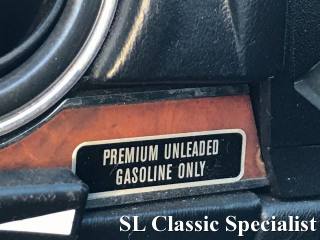 PREMIUM UNLEADED
GASOLINE ONLY
SL Classic Specialist